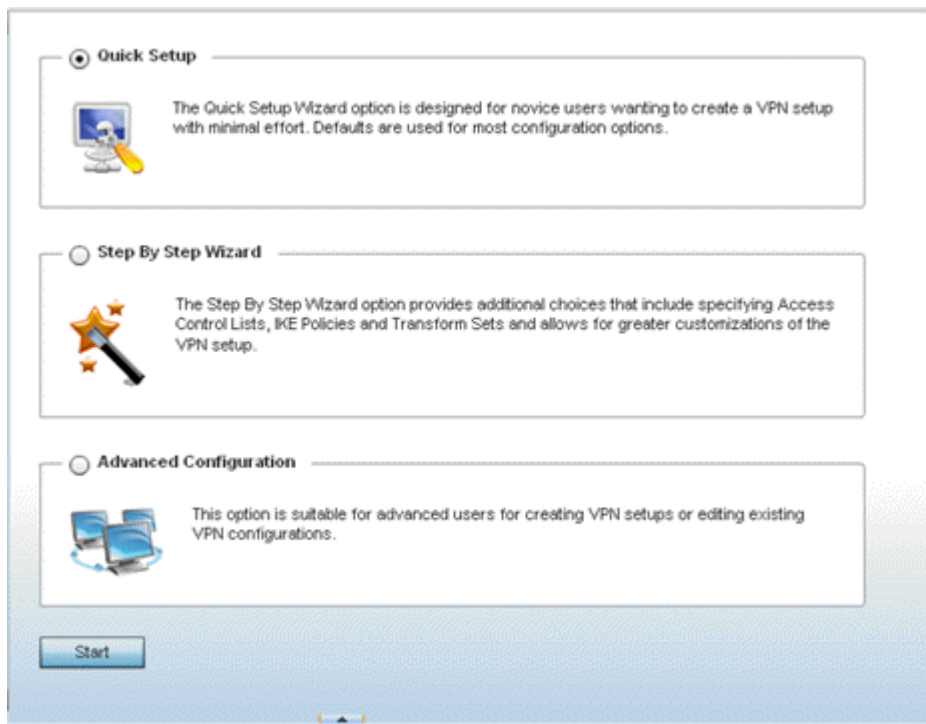 Quick Setup
The Quick Setup Wizard option is designed for novice users wanting to create a VPN setup
with minimal effort. Defaults are used for most configuration options.
Step By Step Wizard
The Step By Step Wizard option provides additional choices that include specifying Access
Control Lists, IKE Policies and Transform Sets and allows for greater customizations of the
VPN setup.
Advanced Configuration
This option is suitable for advanced users for creating VPN setups or editing existing
VPN configurations.
Start